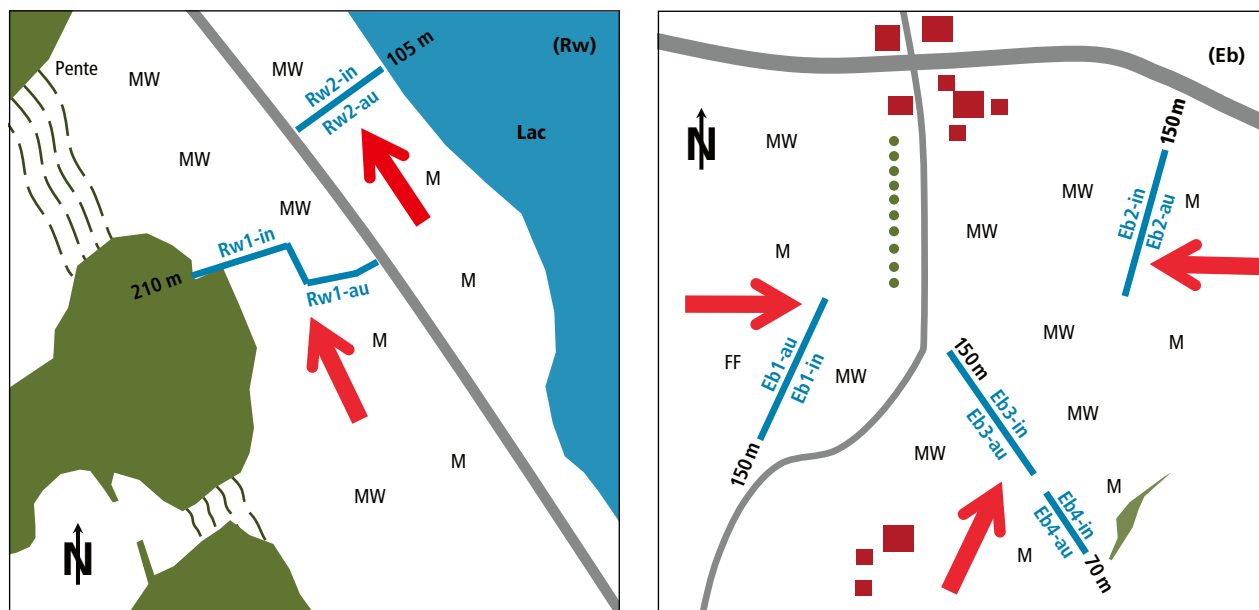 (Rw)
105 m
Pente
MW
MW
Rw2-in
Rw2-au
Lac
MW
M
MW
Rw1-in
210 m
Rw1-au
M
M
M
MW
N
(Eb)
150 m
N
MW
MW
M
Eb2-in
Eb2-au
MW
M
MW
M
FF
Eb1-au
Eb1-in
MW
150 m
150 m
Eb3-in
Eb3-au
MW
MW
M
Eb4-in
Eb4-au
M
70 m